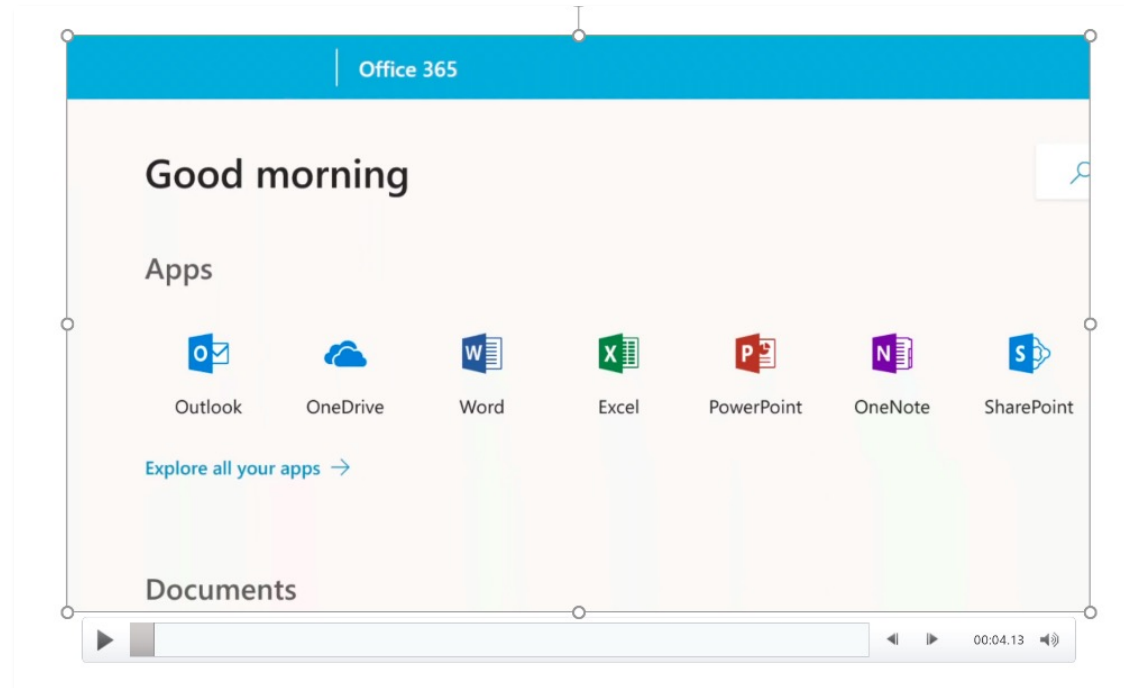 Office 365
Good morning
Apps
Outlook OneDrive Word Excel PowerPoint OneNote SharePoint
Explore all your apps →
Documents
00:04.13